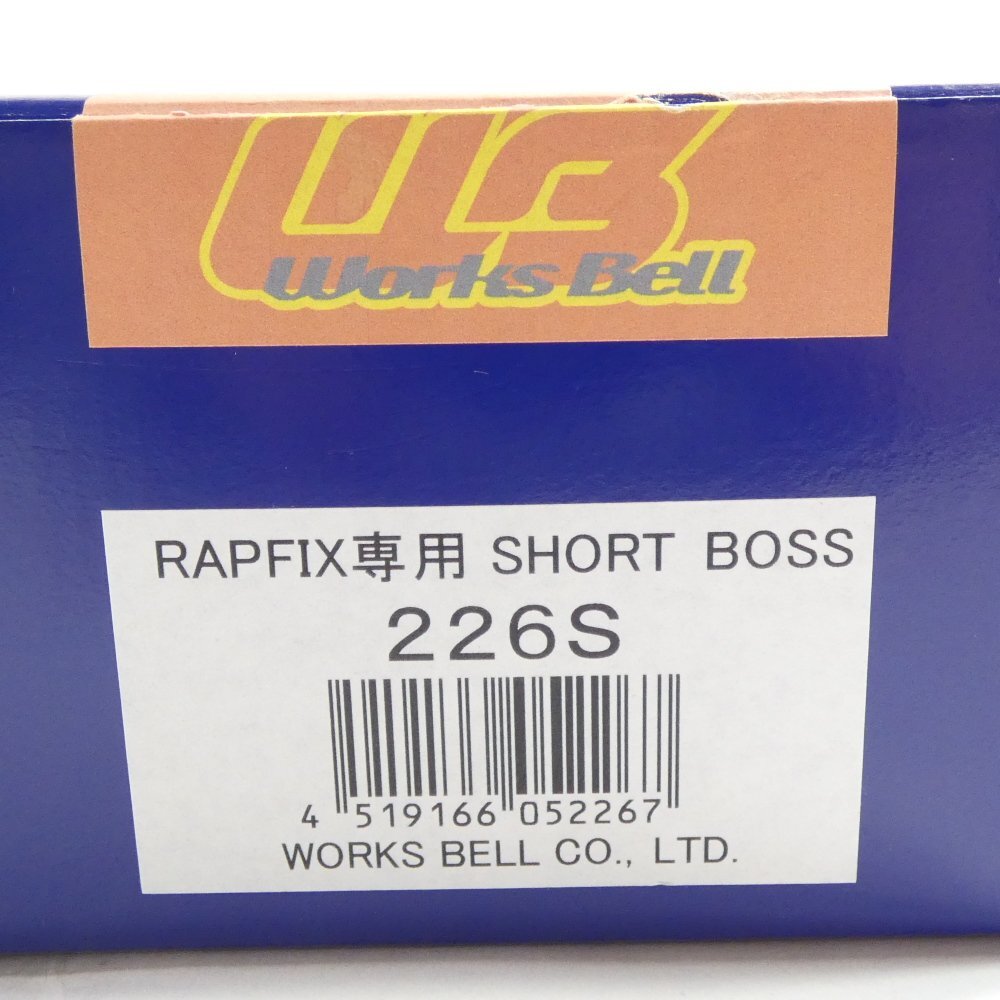 WB
Works Bell
RAPFIX専用 SHORT BOSS
226S
4 519166 052267
WORKS BELL CO., LTD.